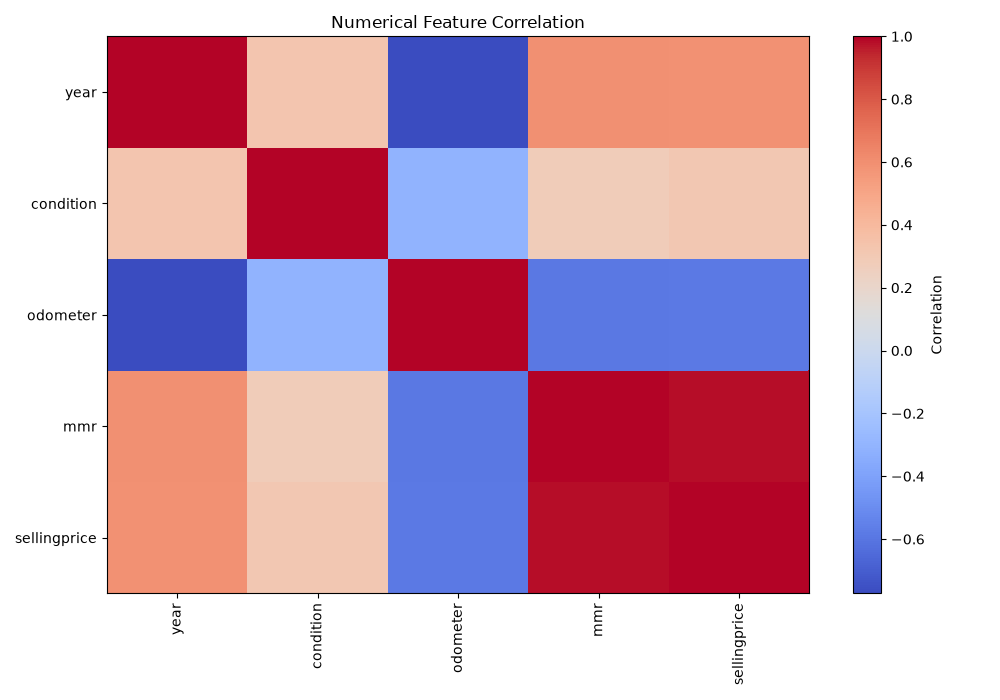 Numerical Feature Correlation
year
condition
odometer
mmr
sellingprice
year
condition
odometer
mmr
sellingprice
1.0
0.8
0.6
0.4
0.2
0.0
−0.2
−0.4
−0.6
Correlation